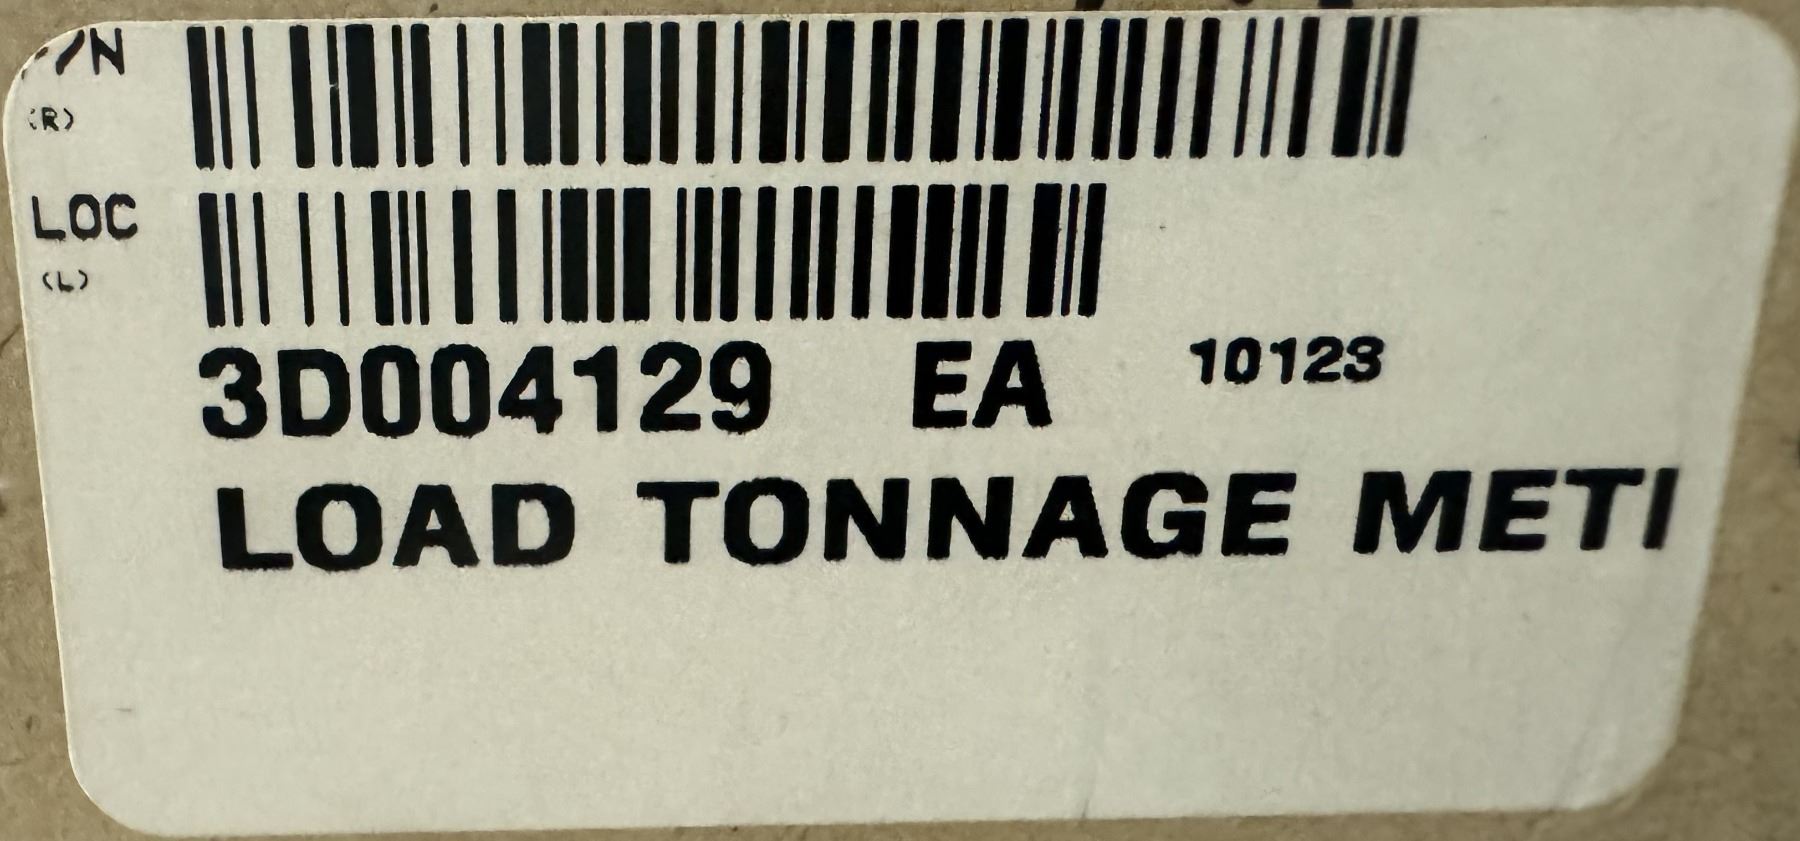 P/N
(R)
LOC
(L)
3D004129 EA 10123
LOAD TONNAGE METI